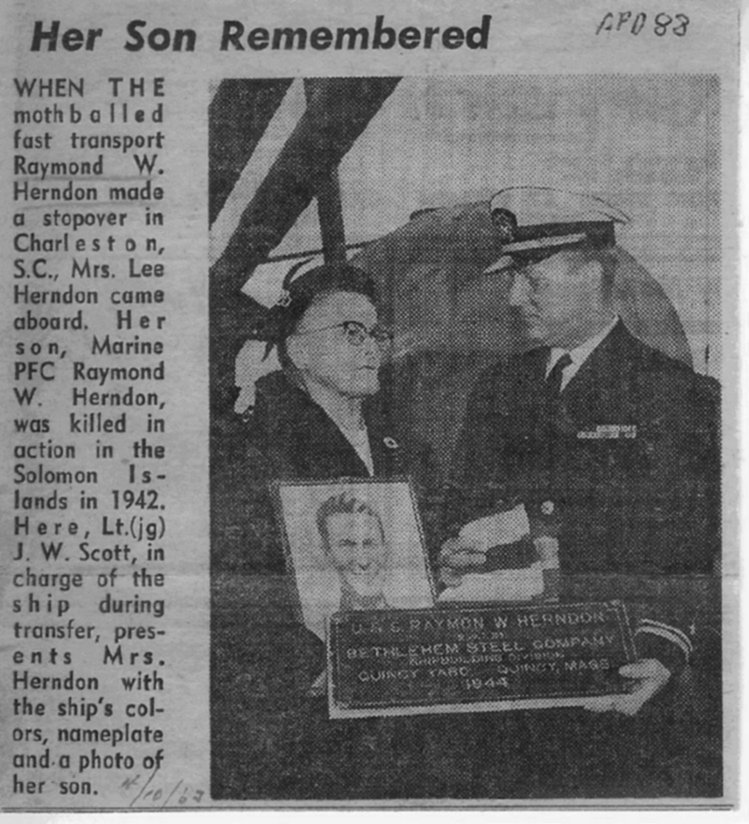 Her Son Remembered
APD 83
WHEN THE
mothballed
fast transport
Raymond W.
Herndon made
a stopover in
Charleston,
S.C., Mrs. Lee
Herndon came
aboard. Her
son, Marine
PFC Raymond
W. Herndon,
was killed in
action in the
Solomon Is-
lands in 1942.
Here, Lt.(jg)
J. W. Scott, in
charge of the
ship during
transfer, pres-
ents Mrs.
Herndon with
the ship's col-
ors, nameplate
and a photo of
her son.
U.S.S. RAYMON W. HERNDON
BETHLEHEM STEEL COMPANY
SHIPBUILDING DIVISION
QUINCY YARD QUINCY, MASS
1944